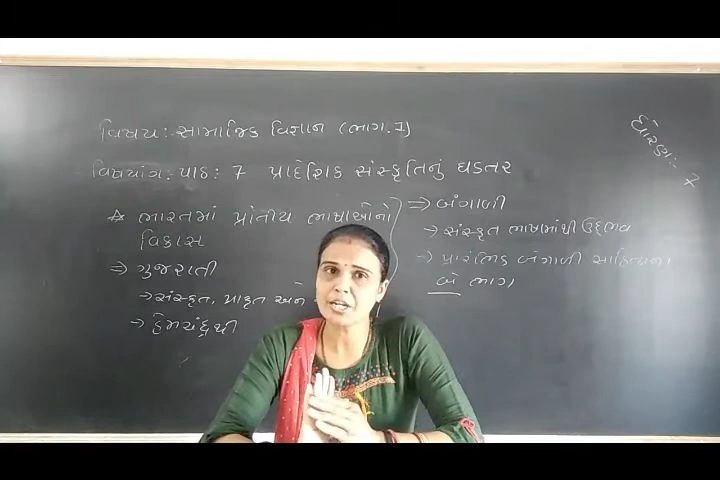 વિષય: સામાજિક વિજ્ઞાન (ભાગ.1)
ધોરણ: 7
વિષયાંગ: પાઠ: 7 પ્રાદેશિક સંસ્કૃતિનું ઘડતર
☆ ભારતમાં પ્રાંતીય ભાષાઓનો
વિકાસ
⇒ ગુજરાતી
→ સંસ્કૃત, પ્રાકૃત અને
→ હેમચંદ્રથી
⇒ બંગાળી
→ સંસ્કૃત ભાષામાંથી ઉદ્ભવ
→ પ્રારંભિક બંગાળી સાહિત્યના
બે ભાગ